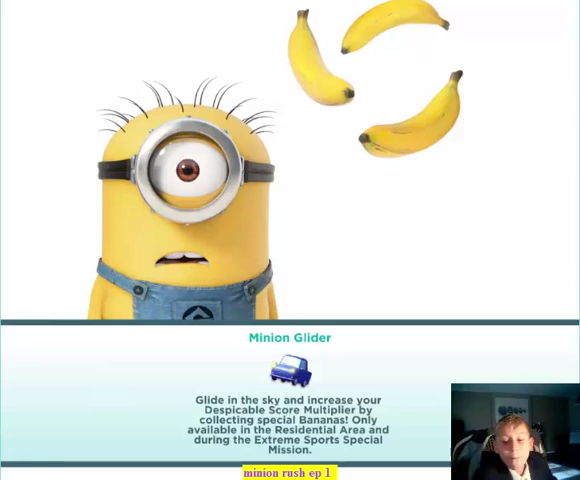 Minion Glider
Glide in the sky and increase your
Despicable Score Multiplier by
collecting special Bananas! Only
available in the Residential Area and
during the Extreme Sports Special
Mission.
minion rush ep 1